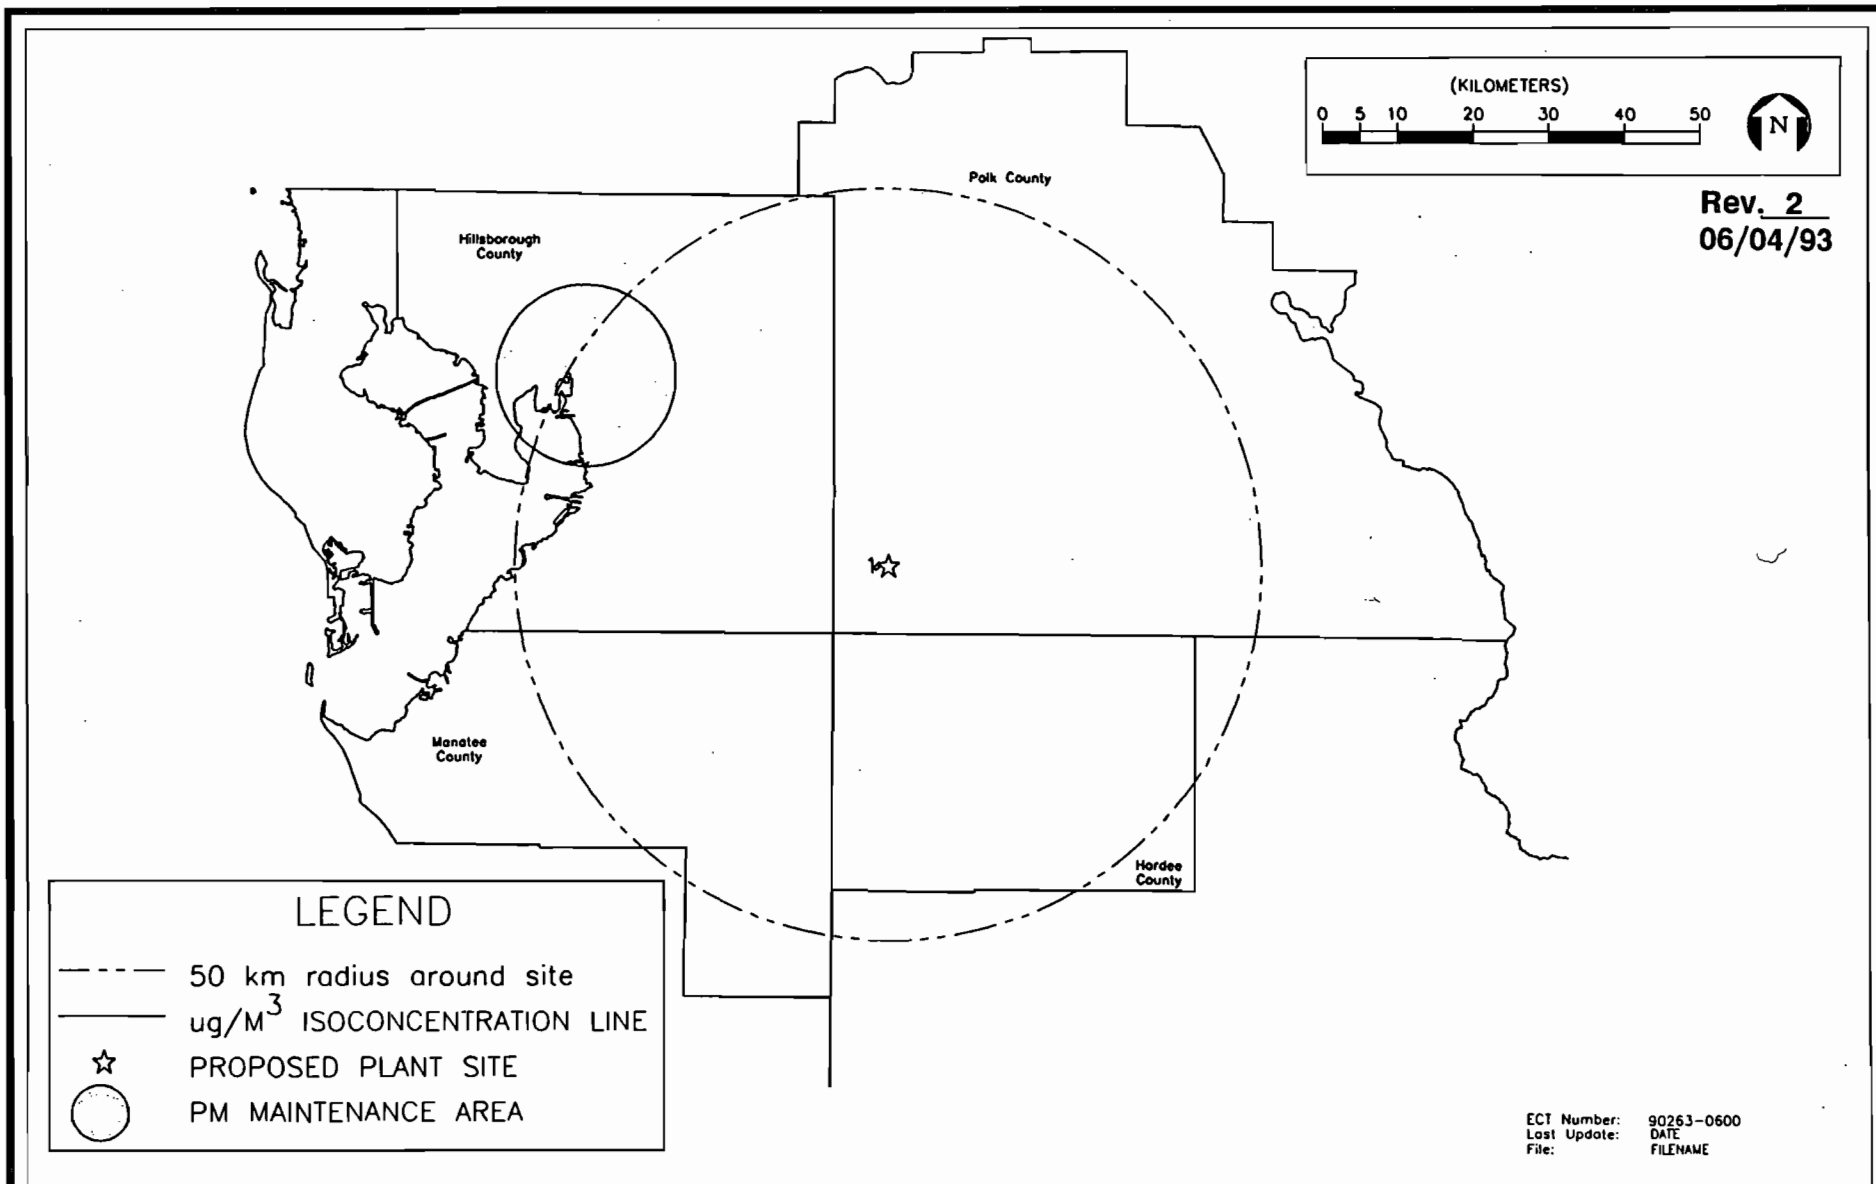 (KILOMETERS)
0 5 10 20 30 40 50
N
Rev. 2
06/04/93
Polk County
Hillsborough
County
Manatee
County
Hardee
County
LEGEND
50 km radius around site
ug/M³ ISOCONCENTRATION LINE
PROPOSED PLANT SITE
PM MAINTENANCE AREA
ECT Number: 90263-0600
Last Update: DATE
File: FILENAME